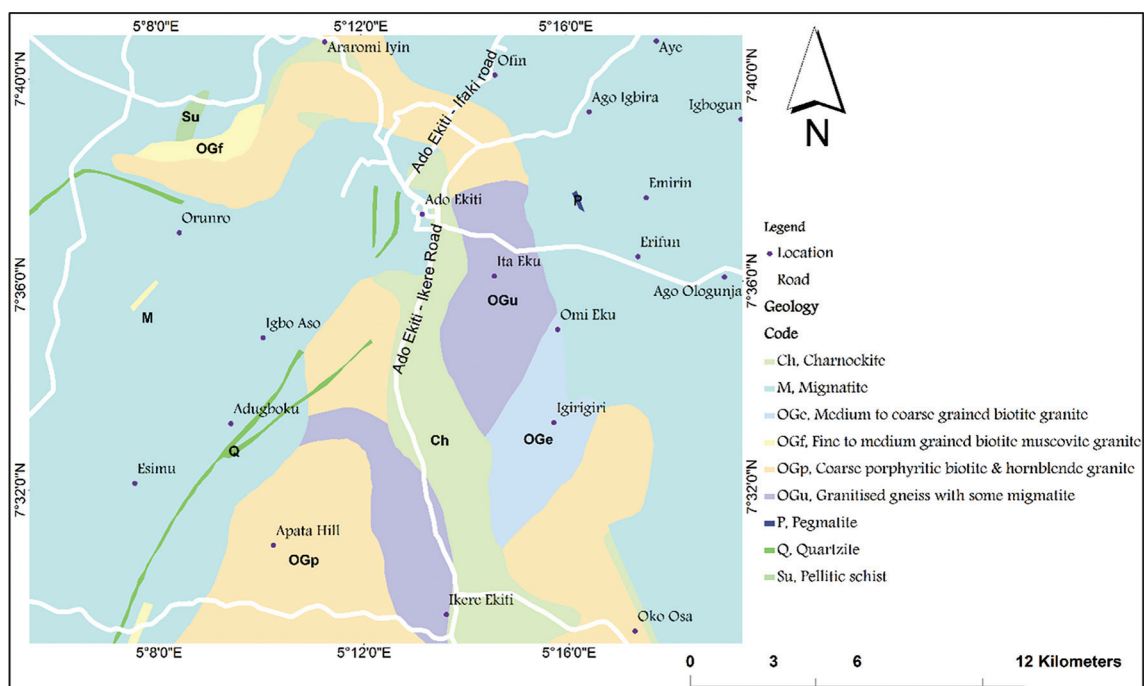 5°8'0"E
5°12'0"E
5°16'0"E
7°40'0"N
7°40'0"N
Araromi Iyin
Ofin
Aye
Ado Ekiti - Ifaki road
Ago Igbira
Igbogun
Su
OGf
N
Ado Ekiti
P
Emirin
Orunro
Erifun
Ita Eku
OGu
Ago Ologunja
7°36'0"N
7°36'0"N
M
Igbo Aso
Ado Ekiti - Ikere Road
Omi Eku
Adugboku
Igirigiri
Ch
OGe
Q
Esimu
7°32'0"N
7°32'0"N
Apata Hill
OGp
Ikere Ekiti
Oko Osa
5°8'0"E
5°12'0"E
5°16'0"E
Legend
Location
Road
Geology
Code
Ch, Charnockite
M, Migmatite
OGe, Medium to coarse grained biotite granite
OGf, Fine to medium grained biotite muscovite granite
OGp, Coarse porphyritic biotite & hornblende granite
OGu, Granitised gneiss with some migmatite
P, Pegmatite
Q, Quartzite
Su, Pellitic schist
0 3 6 12 Kilometers